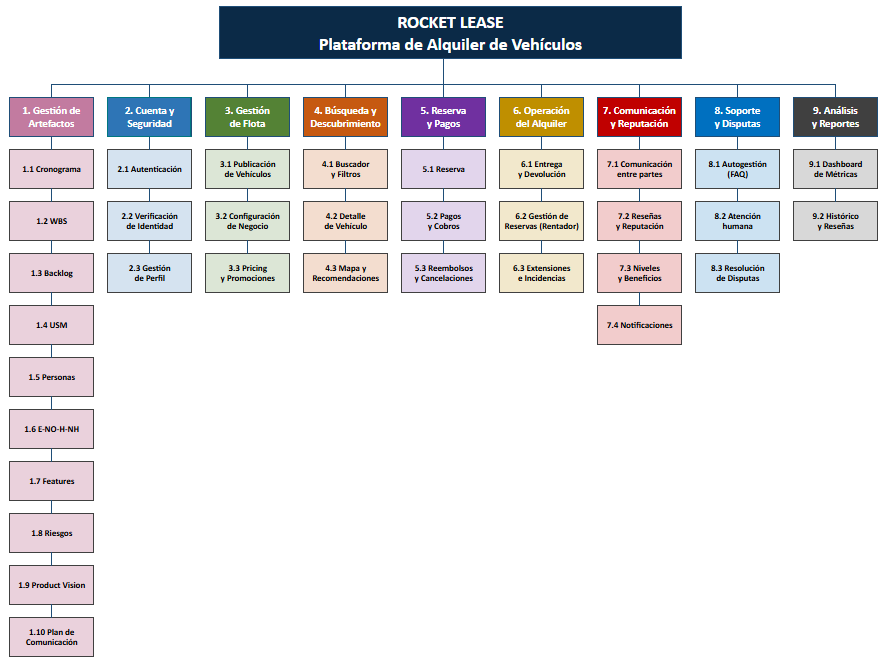 ROCKET LEASE
Plataforma de Alquiler de Vehículos
1. Gestión de
Artefactos
2. Cuenta y
Seguridad
3. Gestión
de Flota
4. Búsqueda y
Descubrimiento
5. Reserva
y Pagos
6. Operación
del Alquiler
7. Comunicación
y Reputación
8. Soporte
y Disputas
9. Análisis
y Reportes
1.1 Cronograma
2.1 Autenticación
3.1 Publicación
de Vehículos
4.1 Buscador
y Filtros
5.1 Reserva
6.1 Entrega
y Devolución
7.1 Comunicación
entre partes
8.1 Autogestión
(FAQ)
9.1 Dashboard
de Métricas
1.2 WBS
2.2 Verificación
de Identidad
3.2 Configuración
de Negocio
4.2 Detalle
de Vehículo
5.2 Pagos
y Cobros
6.2 Gestión de
Reservas (Rentador)
7.2 Reseñas
y Reputación
8.2 Atención
humana
9.2 Histórico
y Reseñas
1.3 Backlog
2.3 Gestión
de Perfil
3.3 Pricing
y Promociones
4.3 Mapa y
Recomendaciones
5.3 Reembolsos
y Cancelaciones
6.3 Extensiones
e Incidencias
7.3 Niveles
y Beneficios
8.3 Resolución
de Disputas
1.4 USM
7.4 Notificaciones
1.5 Personas
1.6 E-NO-H-NH
1.7 Features
1.8 Riesgos
1.9 Product Vision
1.10 Plan de
Comunicación